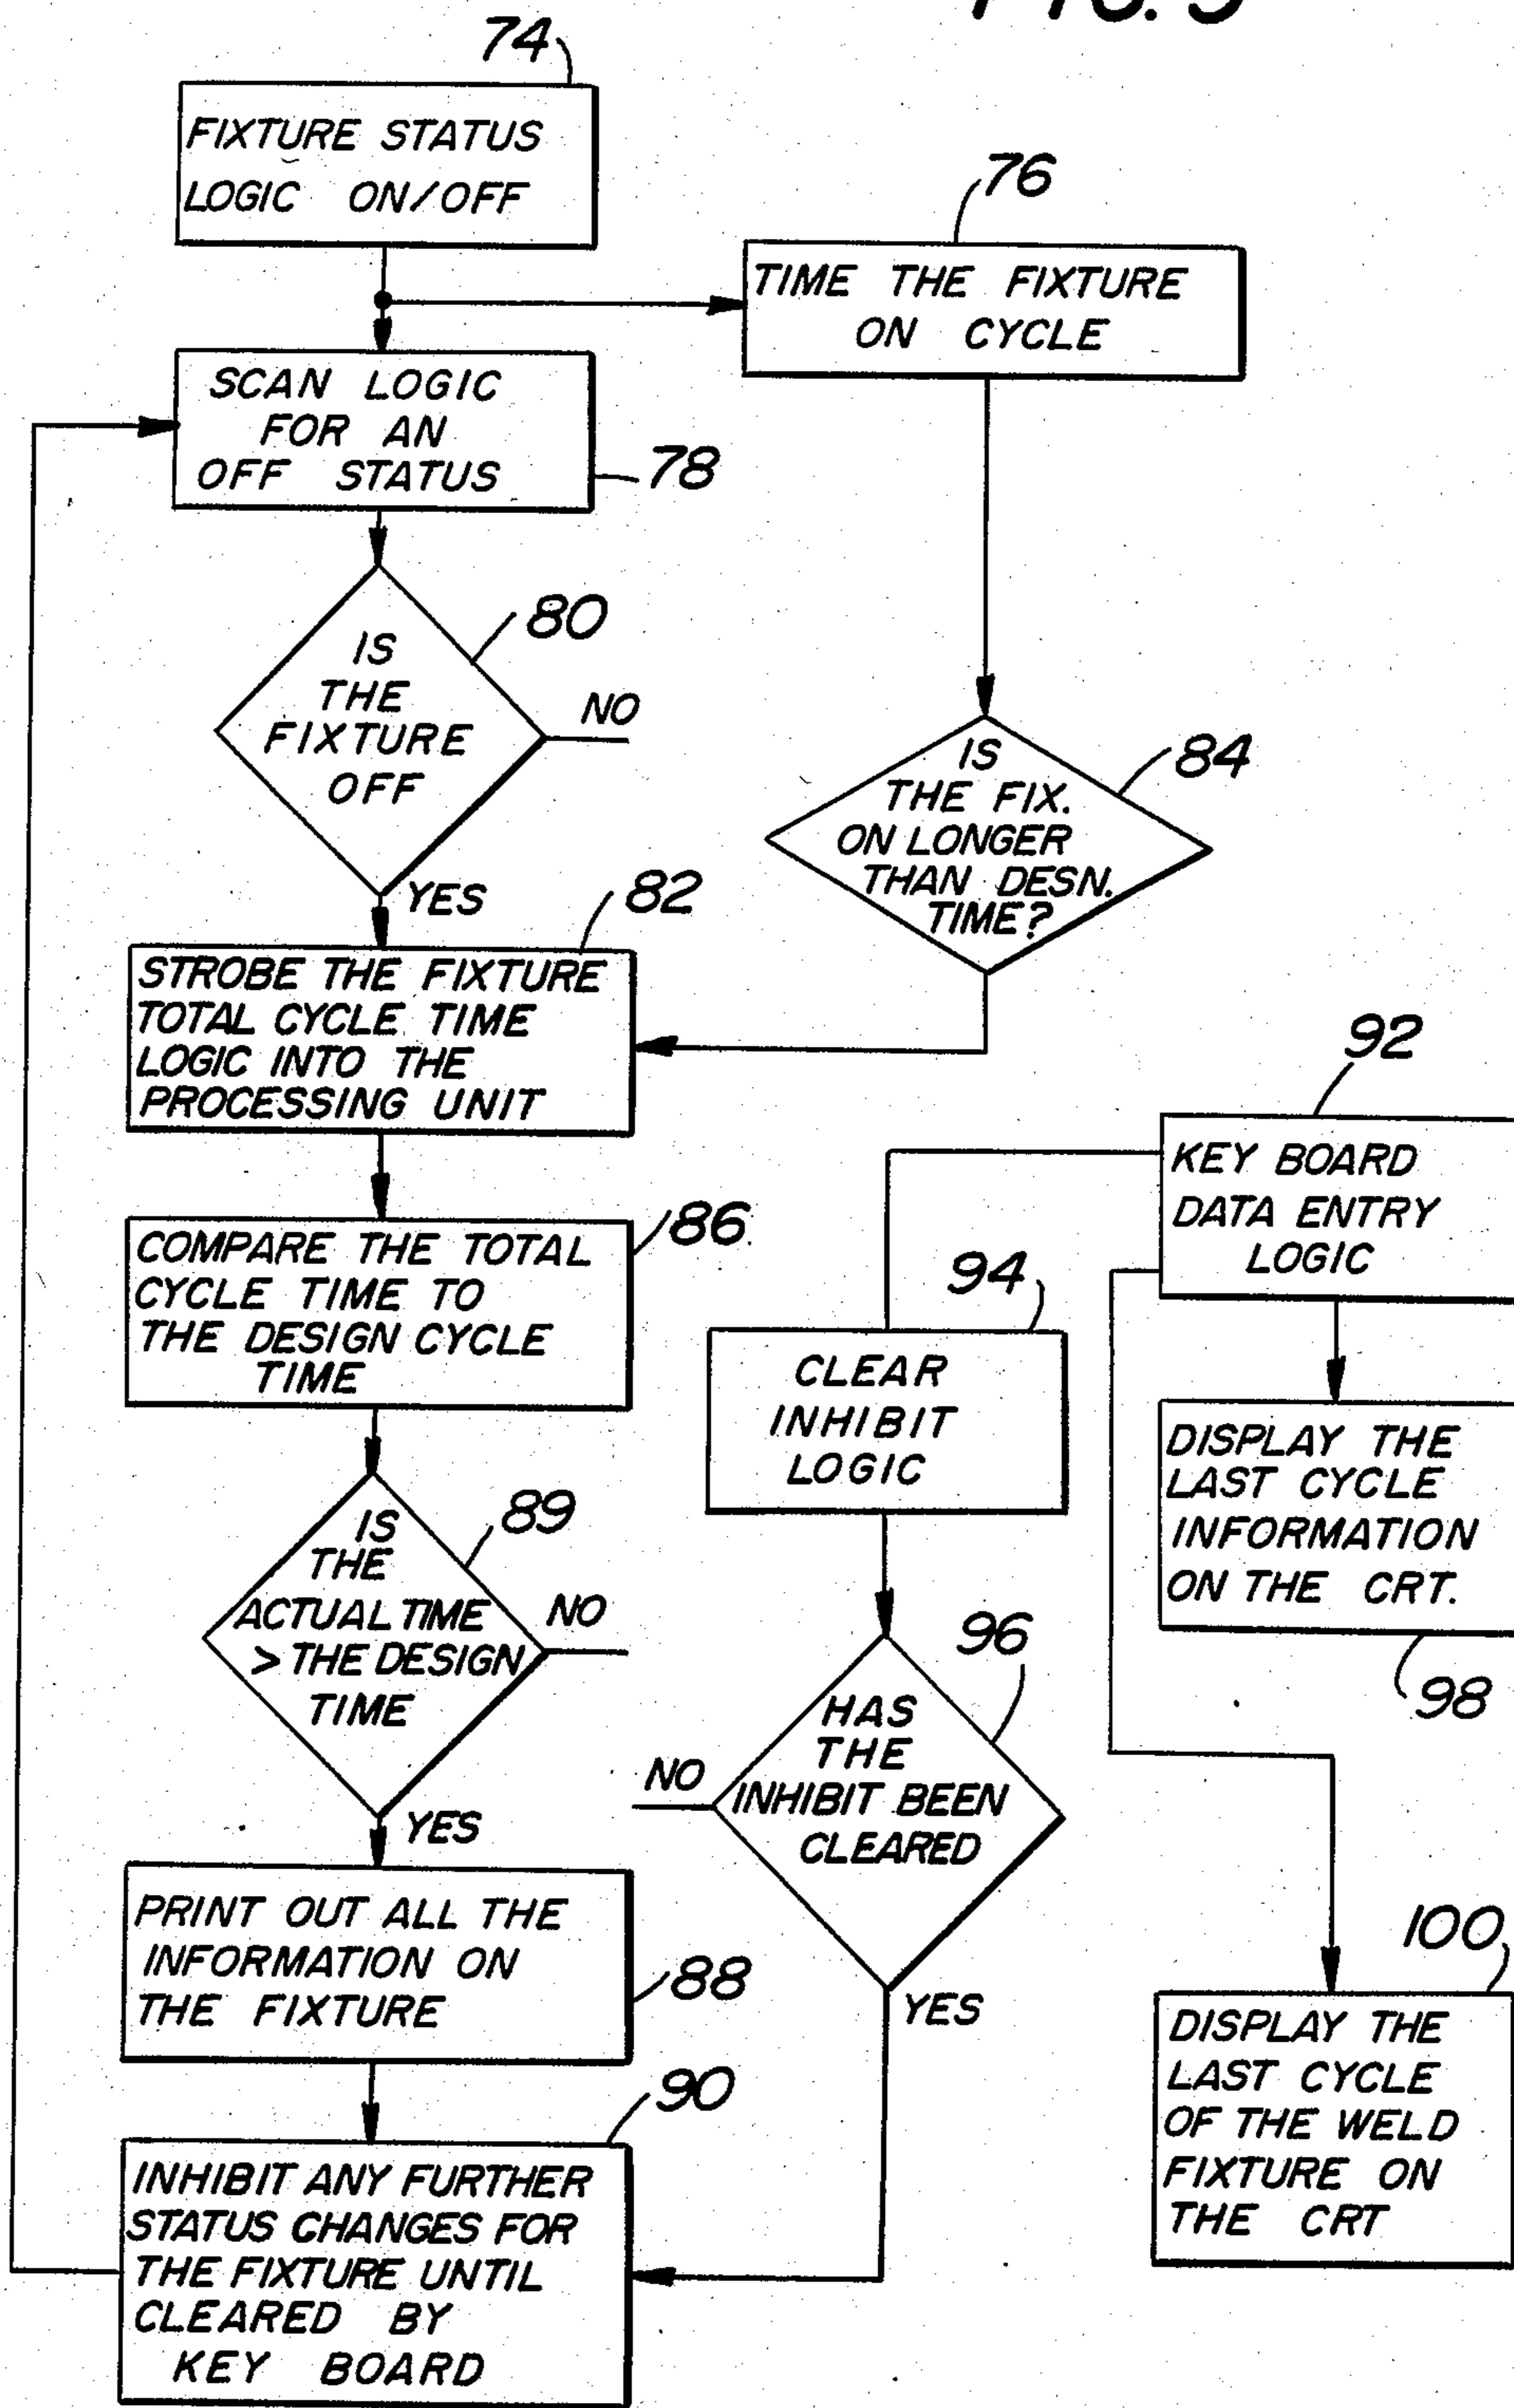 FIG. 5
74
FIXTURE STATUS
LOGIC ON/OFF
76
TIME THE FIXTURE
ON CYCLE
SCAN LOGIC
FOR AN
OFF STATUS
78
80
IS
THE
FIXTURE
OFF
NO
YES
84
IS
THE FIX.
ON LONGER
THAN DESN.
TIME?
82
STROBE THE FIXTURE
TOTAL CYCLE TIME
LOGIC INTO THE
PROCESSING UNIT
86
COMPARE THE TOTAL
CYCLE TIME TO
THE DESIGN CYCLE
TIME
89
IS
THE
ACTUAL TIME
> THE DESIGN
TIME
NO
YES
88
PRINT OUT ALL THE
INFORMATION ON
THE FIXTURE
90
INHIBIT ANY FURTHER
STATUS CHANGES FOR
THE FIXTURE UNTIL
CLEARED BY
KEY BOARD
92
KEY BOARD
DATA ENTRY
LOGIC
94
CLEAR
INHIBIT
LOGIC
96
HAS
THE
INHIBIT BEEN
CLEARED
NO
YES
DISPLAY THE
LAST CYCLE
INFORMATION
ON THE CRT.
98
100
DISPLAY THE
LAST CYCLE
OF THE WELD
FIXTURE ON
THE CRT